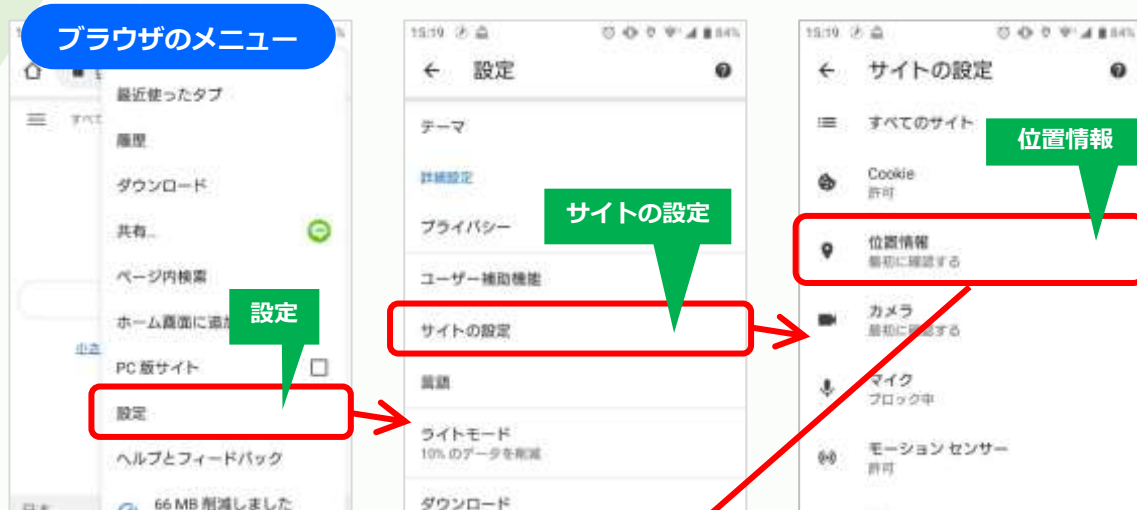 ブラウザのメニュー
最近使ったタブ
履歴
ダウンロード
共有...
ページ内検索
ホーム画面に追加
設定
PC 版サイト
設定
ヘルプとフィードバック
66 MB 削減しました
15:19
84%
設定
テーマ
詳細設定
プライバシー
サイトの設定
ユーザー補助機能
サイトの設定
言語
ライトモード
10% のデータを削減
ダウンロード
15:19
84%
サイトの設定
すべてのサイト
位置情報
Cookie
許可
位置情報
最初に確認する
カメラ
最初に確認する
マイク
ブロック中
モーション センサー
許可